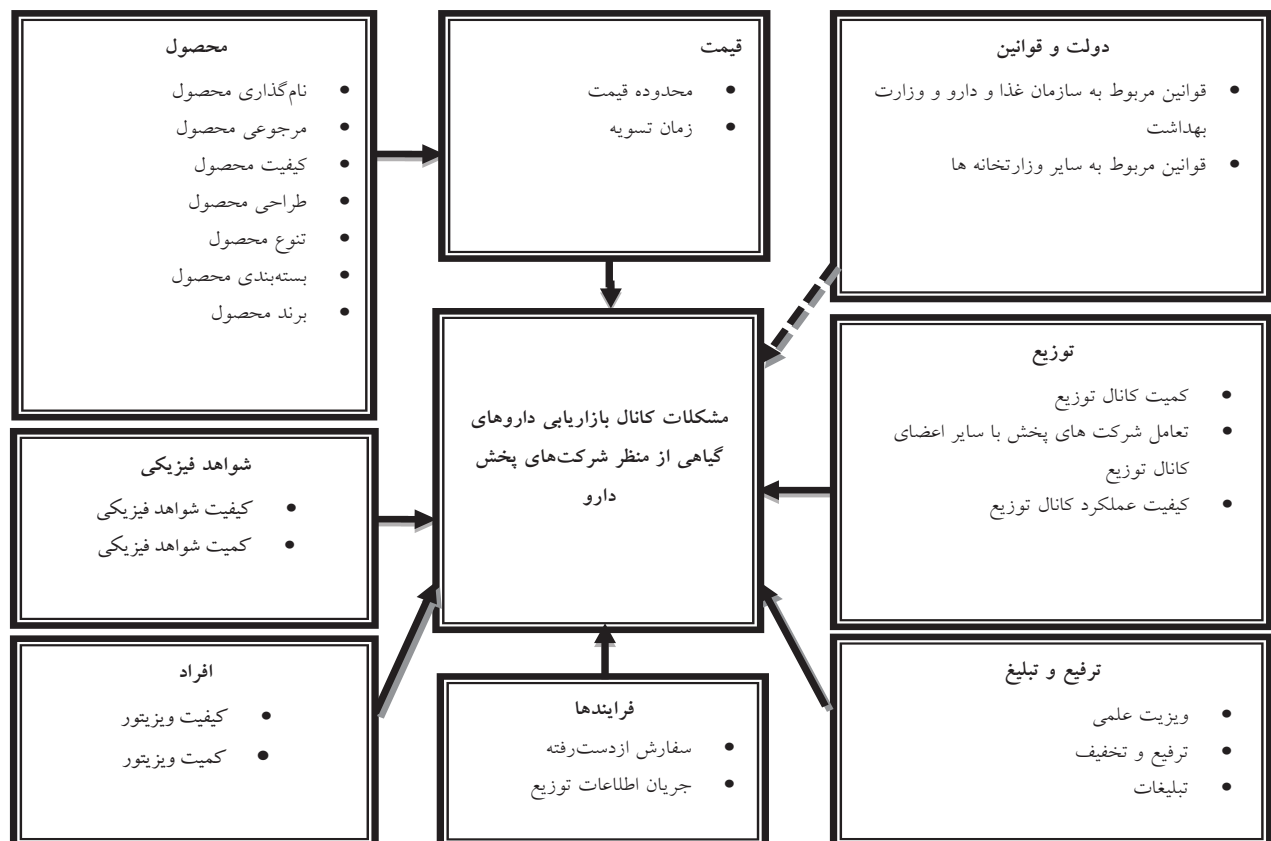 محصول
نام‌گذاری محصول
مرجوعی محصول
کیفیت محصول
طراحی محصول
تنوع محصول
بسته‌بندی محصول
برند محصول
قیمت
محدوده قیمت
زمان تسویه
دولت و قوانین
قوانین مربوط به سازمان غذا و دارو و وزارت
بهداشت
قوانین مربوط به سایر وزارتخانه ها
مشکلات کانال بازاریابی داروهای
گیاهی از منظر شرکت‌های پخش
دارو
توزیع
کمیت کانال توزیع
تعامل شرکت های پخش با سایر اعضای
کانال توزیع
کیفیت عملکرد کانال توزیع
شواهد فیزیکی
کیفیت شواهد فیزیکی
کمیت شواهد فیزیکی
افراد
کیفیت ویزیتور
کمیت ویزیتور
فرایندها
سفارش ازدست‌رفته
جریان اطلاعات توزیع
ترفیع و تبلیغ
ویزیت علمی
ترفیع و تخفیف
تبلیغات